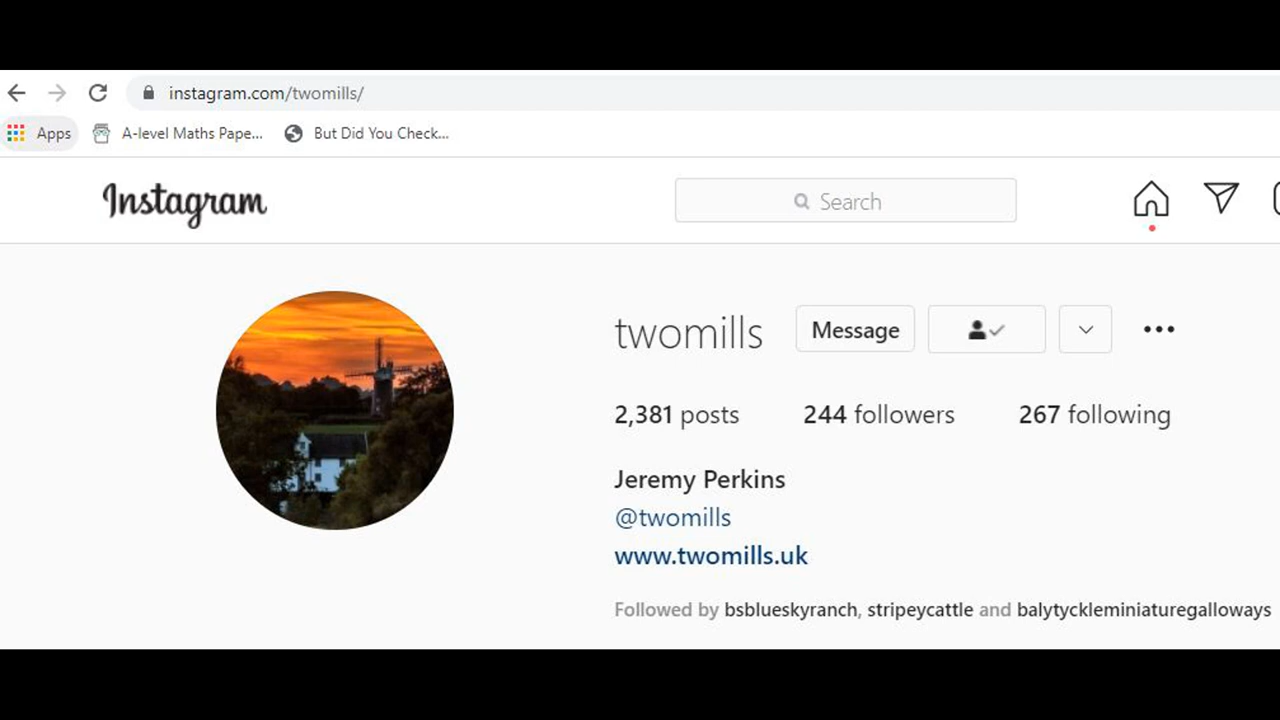 instagram.com/twomills/
Apps A-level Maths Pape... But Did You Check...
Instagram Search
twomills Message
2,381 posts 244 followers 267 following
Jeremy Perkins
@twomills
www.twomills.uk
Followed by bsblueskyranch, stripeycattle and balytyckleminiaturegalloways